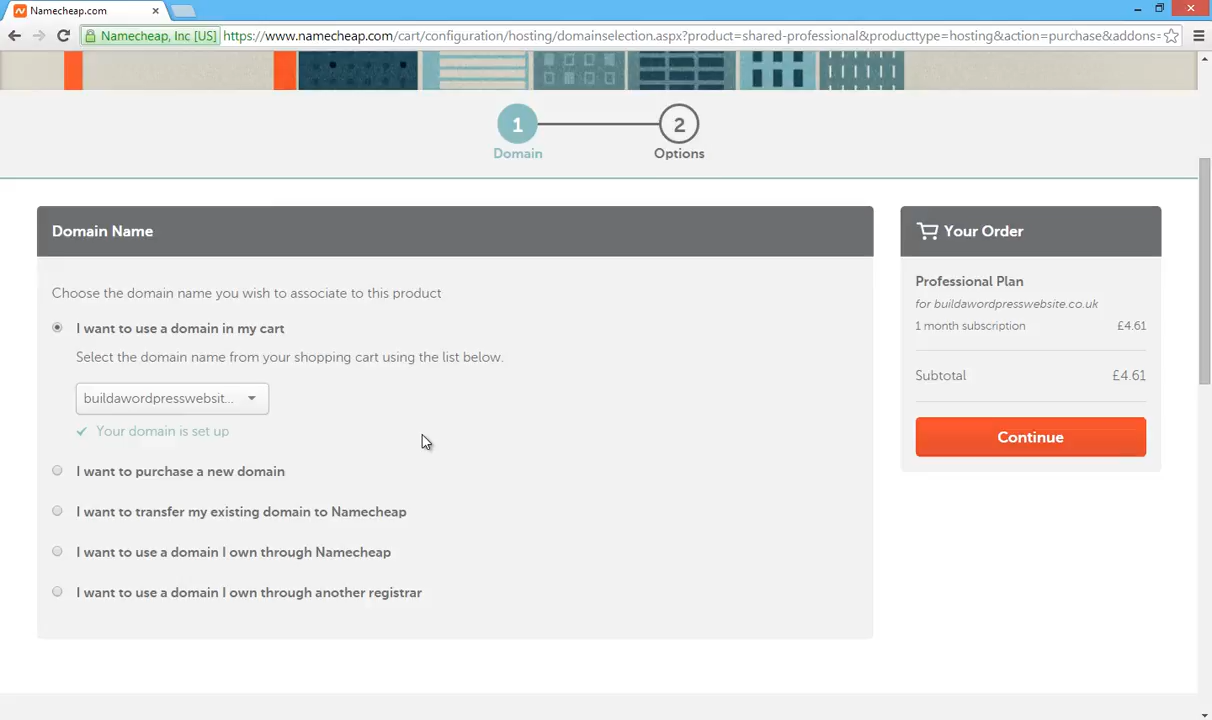 Namecheap.com
Namecheap, Inc [US]
https://www.namecheap.com/cart/configuration/hosting/domainselection.aspx?product=shared-professional&producttype=hosting&action=purchase&addons=
1
2
Domain
Options
Domain Name
Choose the domain name you wish to associate to this product
I want to use a domain in my cart
Select the domain name from your shopping cart using the list below.
buildawordpresswebsit...
Your domain is set up
I want to purchase a new domain
I want to transfer my existing domain to Namecheap
I want to use a domain I own through Namecheap
I want to use a domain I own through another registrar
Your Order
Professional Plan
for buildawordpresswebsite.co.uk
1 month subscription £4.61
Subtotal £4.61
Continue